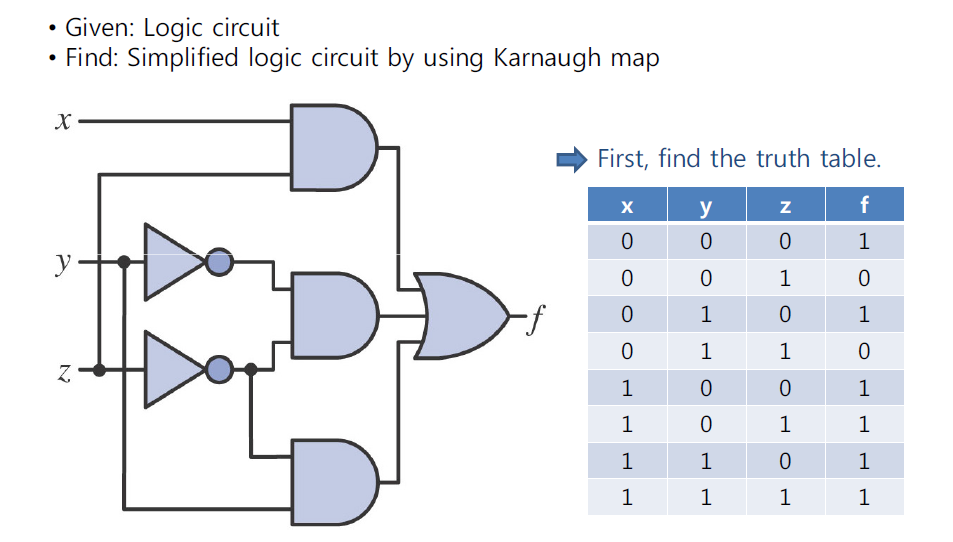 • Given: Logic circuit
• Find: Simplified logic circuit by using Karnaugh map
x
y
z
f
First, find the truth table.
x y z f
0 0 0 1
0 0 1 0
0 1 0 1
0 1 1 0
1 0 0 1
1 0 1 1
1 1 0 1
1 1 1 1